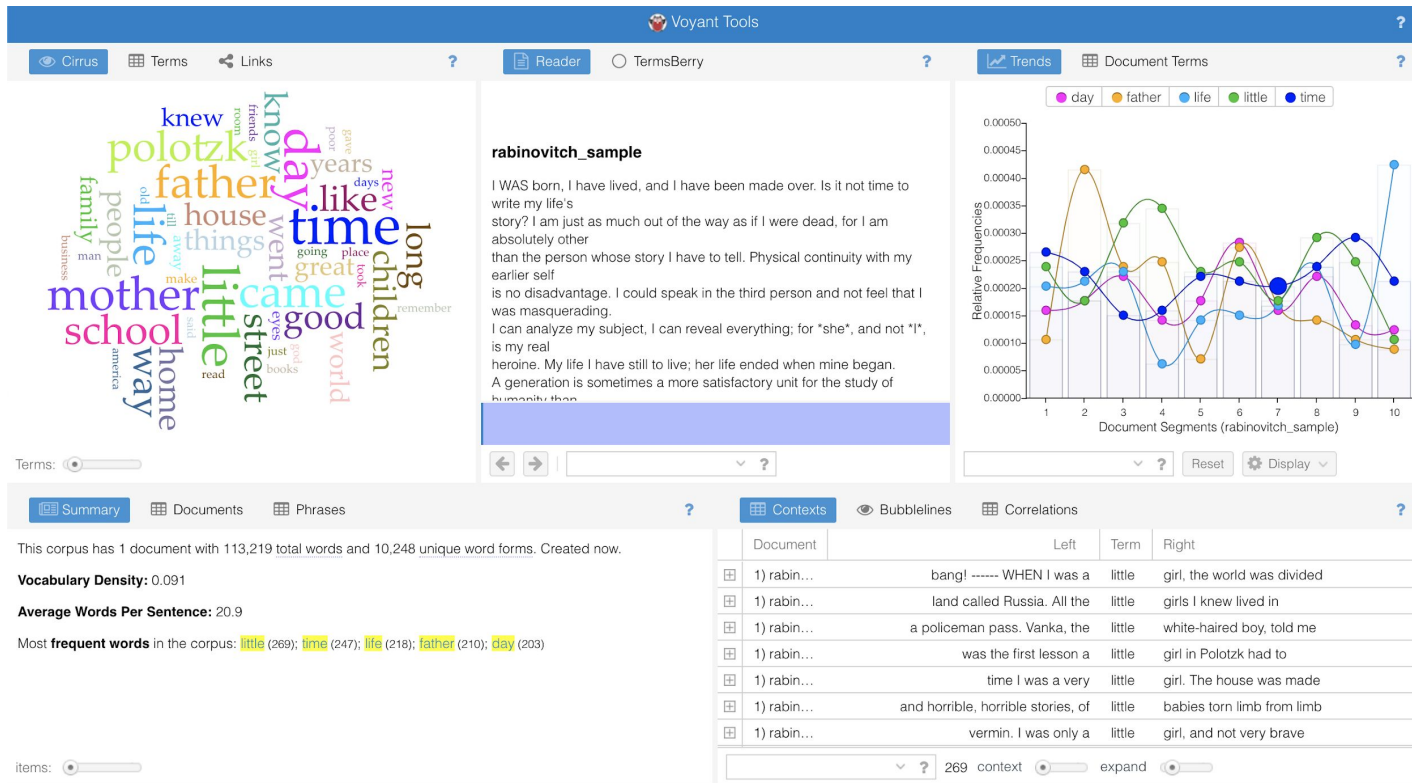 Voyant Tools
?
Cirrus
Terms
Links
?
Reader
TermsBerry
?
Trends
Document Terms
?
knew
room
friends
know
polotzk
girl
day
poor
gave
years
father
days
new
like
family
people
old
life
till
house
went
time
away
things
long
business
man
going
place
great
took
children
make
mother
little
came
remember
school
said
street
eyes
good
america
way
home
read
just
god
books
world
Terms:
rabinovitch_sample
I WAS born, I have lived, and I have been made over. Is it not time to
write my life's
story? I am just as much out of the way as if I were dead, for I am
absolutely other
than the person whose story I have to tell. Physical continuity with my
earlier self
is no disadvantage. I could speak in the third person and not feel that I
was masquerading.
I can analyze my subject, I can reveal everything; for *she*, and not *I*,
is my real
heroine. My life I have still to live; her life ended when mine began.
A generation is sometimes a more satisfactory unit for the study of
humanity than
?
day
father
life
little
time
Relative Frequencies
0.00050
0.00045
0.00040
0.00035
0.00030
0.00025
0.00020
0.00015
0.00010
0.00005
0.00000
1 2 3 4 5 6 7 8 9 10
Document Segments (rabinovitch_sample)
?
Reset
Display
Summary
Documents
Phrases
?
This corpus has 1 document with 113,219 total words and 10,248 unique word forms. Created now.
Vocabulary Density: 0.091
Average Words Per Sentence: 20.9
Most frequent words in the corpus: little (269); time (247); life (218); father (210); day (203)
items:
Contexts
Bubblelines
Correlations
?
Document Left Term Right
1) rabin... bang! ------ WHEN I was a little girl, the world was divided
1) rabin... land called Russia. All the little girls I knew lived in
1) rabin... a policeman pass. Vanka, the little white-haired boy, told me
1) rabin... was the first lesson a little girl in Polotzk had to
1) rabin... time I was a very little girl. The house was made
1) rabin... and horrible, horrible stories, of little babies torn limb from limb
1) rabin... vermin. I was only a little girl, and not very brave
? 269 context expand